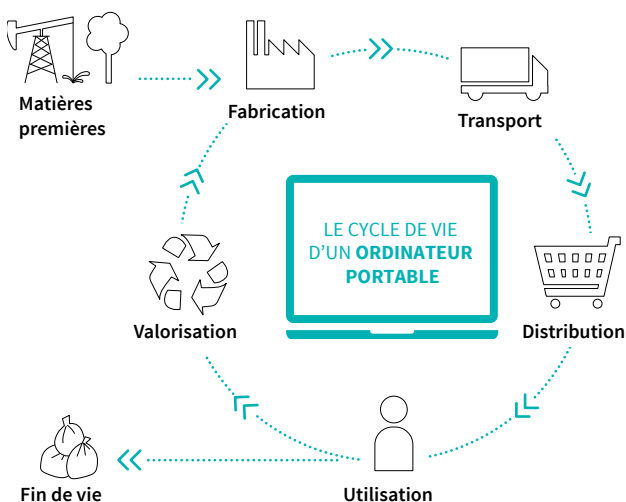 Matières
premières
Fabrication
Transport
LE CYCLE DE VIE
D'UN ORDINATEUR
PORTABLE
Valorisation
Distribution
Fin de vie
Utilisation